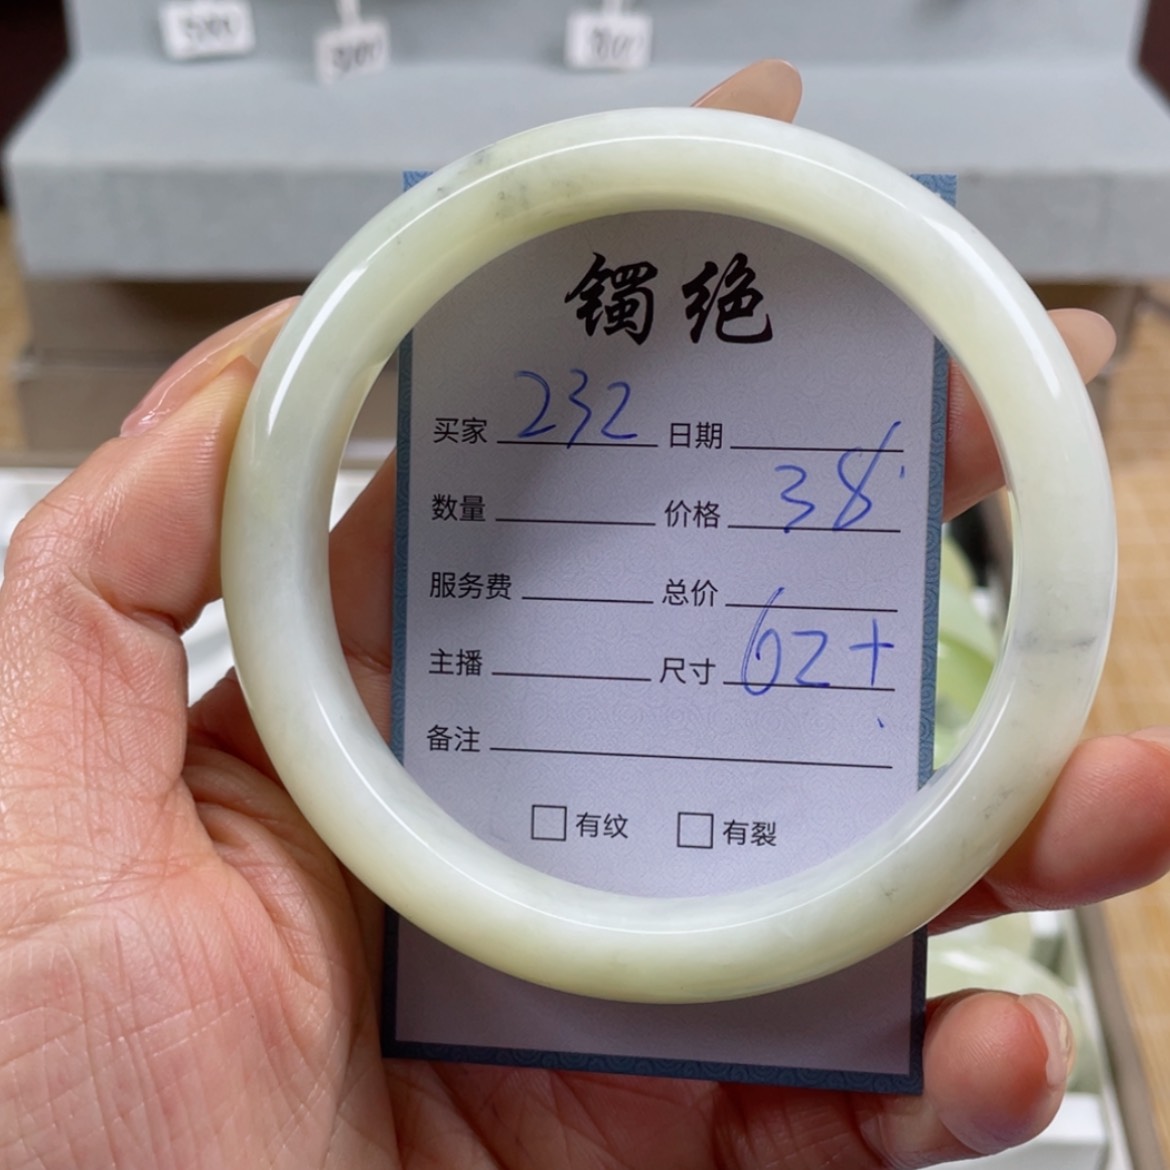 580
镯绝
买家 232 日期
数量 价格 38
服务费 总价
主播 尺寸 62+
备注
□有纹 □有裂